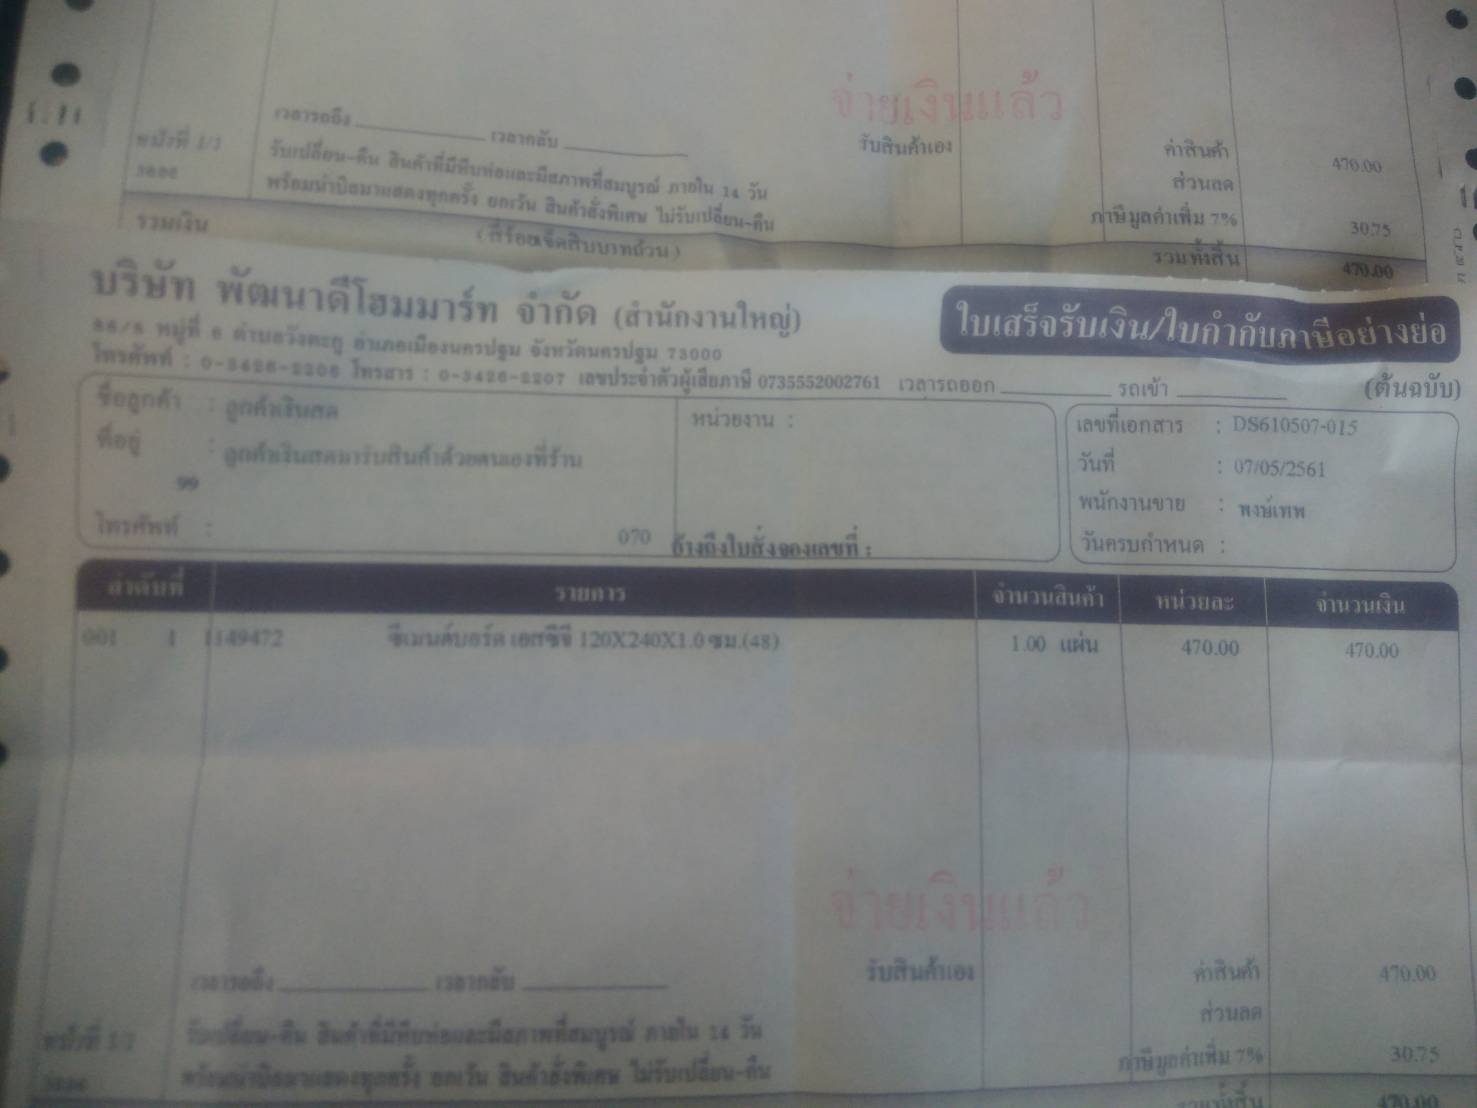 จ่ายเงินแล้ว
เวลารถถึง เวลากลับ รับสินค้าเอง ค่าสินค้า 470.00
หน้าที่ 1/1 รับเปลี่ยน-คืน สินค้าที่มีหีบห่อและมีสภาพที่สมบูรณ์ ภายใน 14 วัน ส่วนลด
พร้อมนำบิลมาแสดงทุกครั้ง ยกเว้น สินค้าสั่งพิเศษ ไม่รับเปลี่ยน-คืน ภาษีมูลค่าเพิ่ม 7% 30.75
รวมเงิน (สี่ร้อยเจ็ดสิบบาทถ้วน) รวมทั้งสิ้น 470.00
บริษัท พัฒนาดีโฮมมาร์ท จำกัด (สำนักงานใหญ่) ใบเสร็จรับเงิน/ใบกำกับภาษีอย่างย่อ
หมู่ที่ ตำบลวังตะกู อำเภอเมืองนครปฐม จังหวัดนครปฐม 73000
โทรศัพท์ : 0-3426-2206 โทรสาร : 0-3426-2207 เลขประจำตัวผู้เสียภาษี 0735552002761 เวลารถออก รถเข้า (ต้นฉบับ)
ชื่อลูกค้า : ลูกค้าเงินสด หน่วยงาน : เลขที่เอกสาร : DS610507-015
ที่อยู่ : ลูกค้าเงินสดมารับสินค้าด้วยตนเองที่ร้าน วันที่ : 07/05/2561
99 พนักงานขาย : พงษ์เทพ
โทรศัพท์ : 070 อ้างถึงใบสั่งจองเลขที่ : วันครบกำหนด :
ลำดับที่ รายการ จำนวนสินค้า หน่วยละ จำนวนเงิน
001 1 1149472 ซีเมนต์บอร์ด เอสซีจี 120X240X1.0 ซม.(48) 1.00 แผ่น 470.00 470.00
จ่ายเงินแล้ว
เวลารถถึง เวลากลับ รับสินค้าเอง ค่าสินค้า 470.00
ส่วนลด
หน้าที่ 1/1 รับเปลี่ยน-คืน สินค้าที่มีหีบห่อและมีสภาพที่สมบูรณ์ ภายใน 14 วัน
พร้อมนำบิลมาแสดงทุกครั้ง ยกเว้น สินค้าสั่งพิเศษ ไม่รับเปลี่ยน-คืน ภาษีมูลค่าเพิ่ม 7% 30.75
รวมทั้งสิ้น 470.00